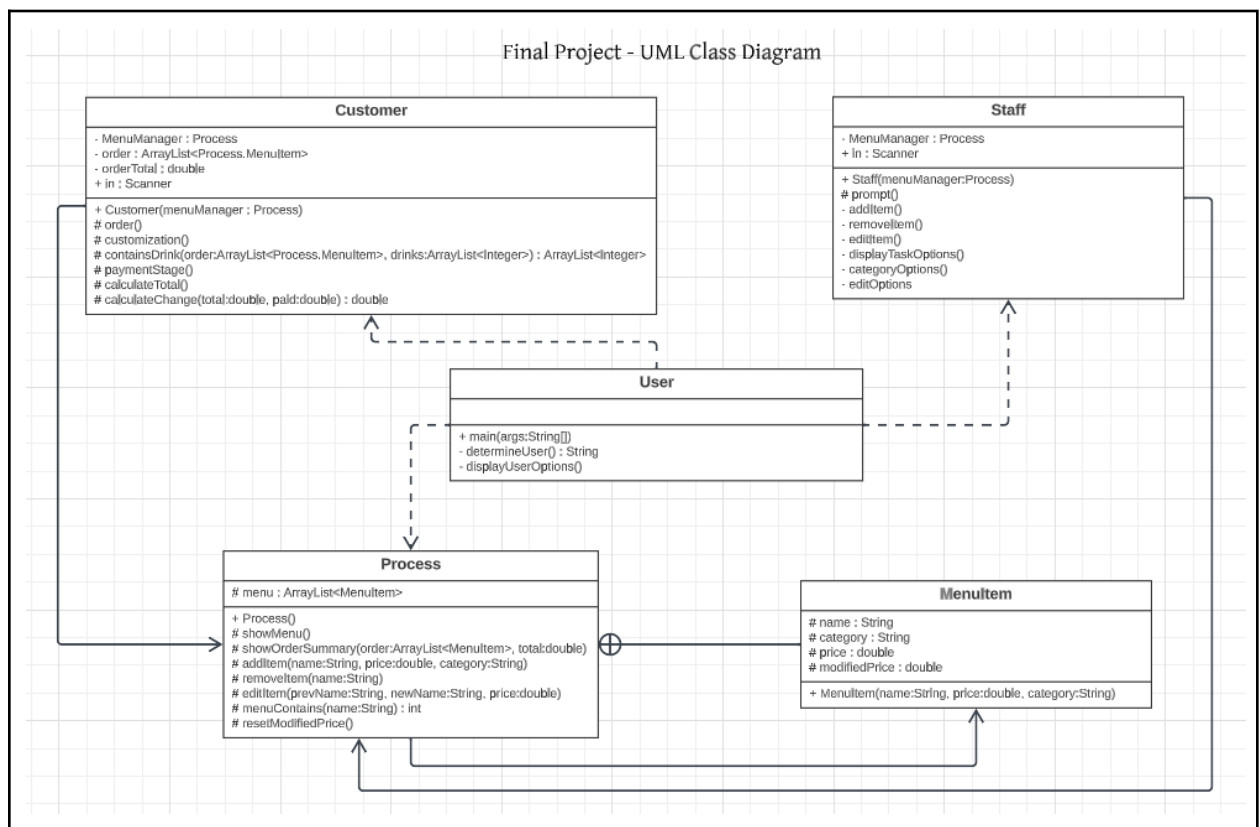 Final Project - UML Class Diagram
Customer
- MenuManager : Process
- order : ArrayList<Process.MenuItem>
- orderTotal : double
+ in : Scanner
+ Customer(menuManager : Process)
# order()
# customization()
# containsDrink(order:ArrayList<Process.MenuItem>, drinks:ArrayList<Integer>) : ArrayList<Integer>
# paymentStage()
# calculateTotal()
# calculateChange(total:double, paid:double) : double
Staff
- MenuManager : Process
+ in : Scanner
+ Staff(menuManager:Process)
# prompt()
- addItem()
- removeItem()
- editItem()
- displayTaskOptions()
- categoryOptions()
- editOptions
User
+ main(args:String[])
- determineUser() : String
- displayUserOptions()
Process
# menu : ArrayList<MenuItem>
+ Process()
# showMenu()
# showOrderSummary(order:ArrayList<MenuItem>, total:double)
# addItem(name:String, price:double, category:String)
# removeItem(name:String)
# editItem(prevName:String, newName:String, price:double)
# menuContains(name:String) : int
# resetModifiedPrice()
MenuItem
# name : String
# category : String
# price : double
# modifiedPrice : double
+ MenuItem(name:String, price:double, category:String)